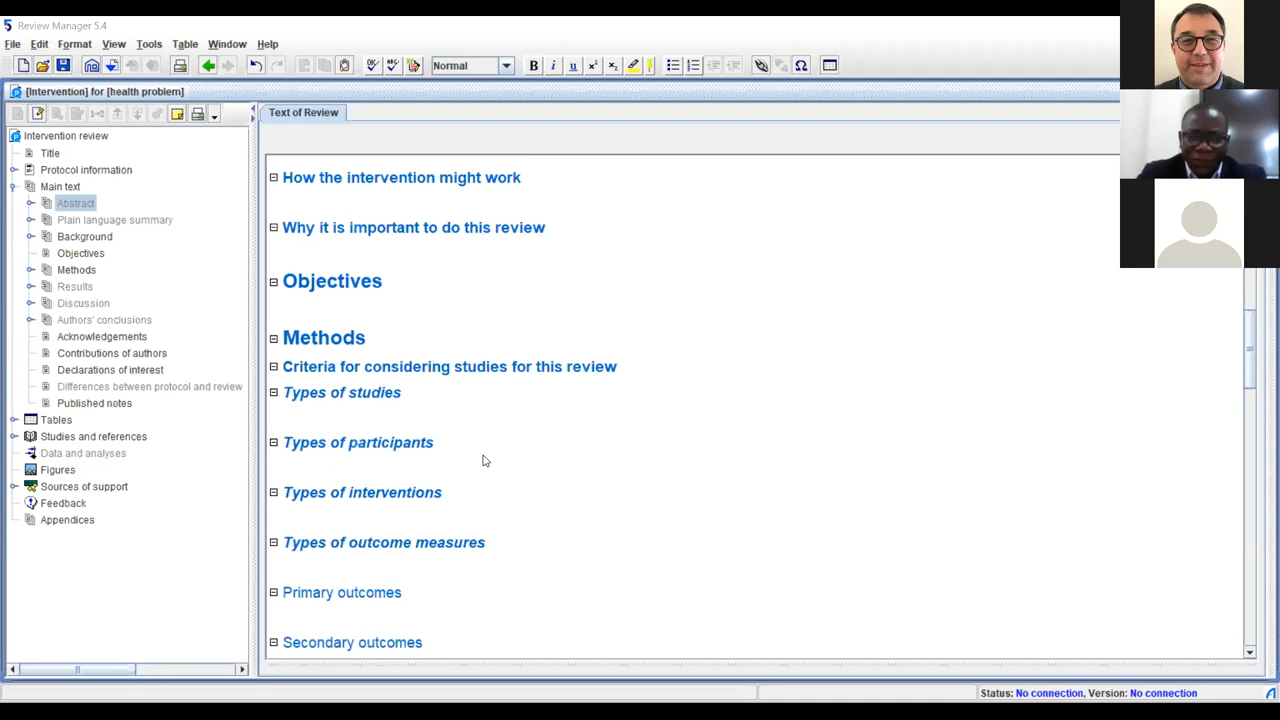 Review Manager 5.4
File Edit Format View Tools Table Window Help
Normal
B i u x² x₂
[Intervention] for [health problem]
Text of Review
Intervention review
Title
Protocol information
Main text
Abstract
Plain language summary
Background
Objectives
Methods
Results
Discussion
Authors' conclusions
Acknowledgements
Contributions of authors
Declarations of interest
Differences between protocol and review
Published notes
Tables
Studies and references
Data and analyses
Figures
Sources of support
Feedback
Appendices
How the intervention might work
Why it is important to do this review
Objectives
Methods
Criteria for considering studies for this review
Types of studies
Types of participants
Types of interventions
Types of outcome measures
Primary outcomes
Secondary outcomes
Status: No connection, Version: No connection